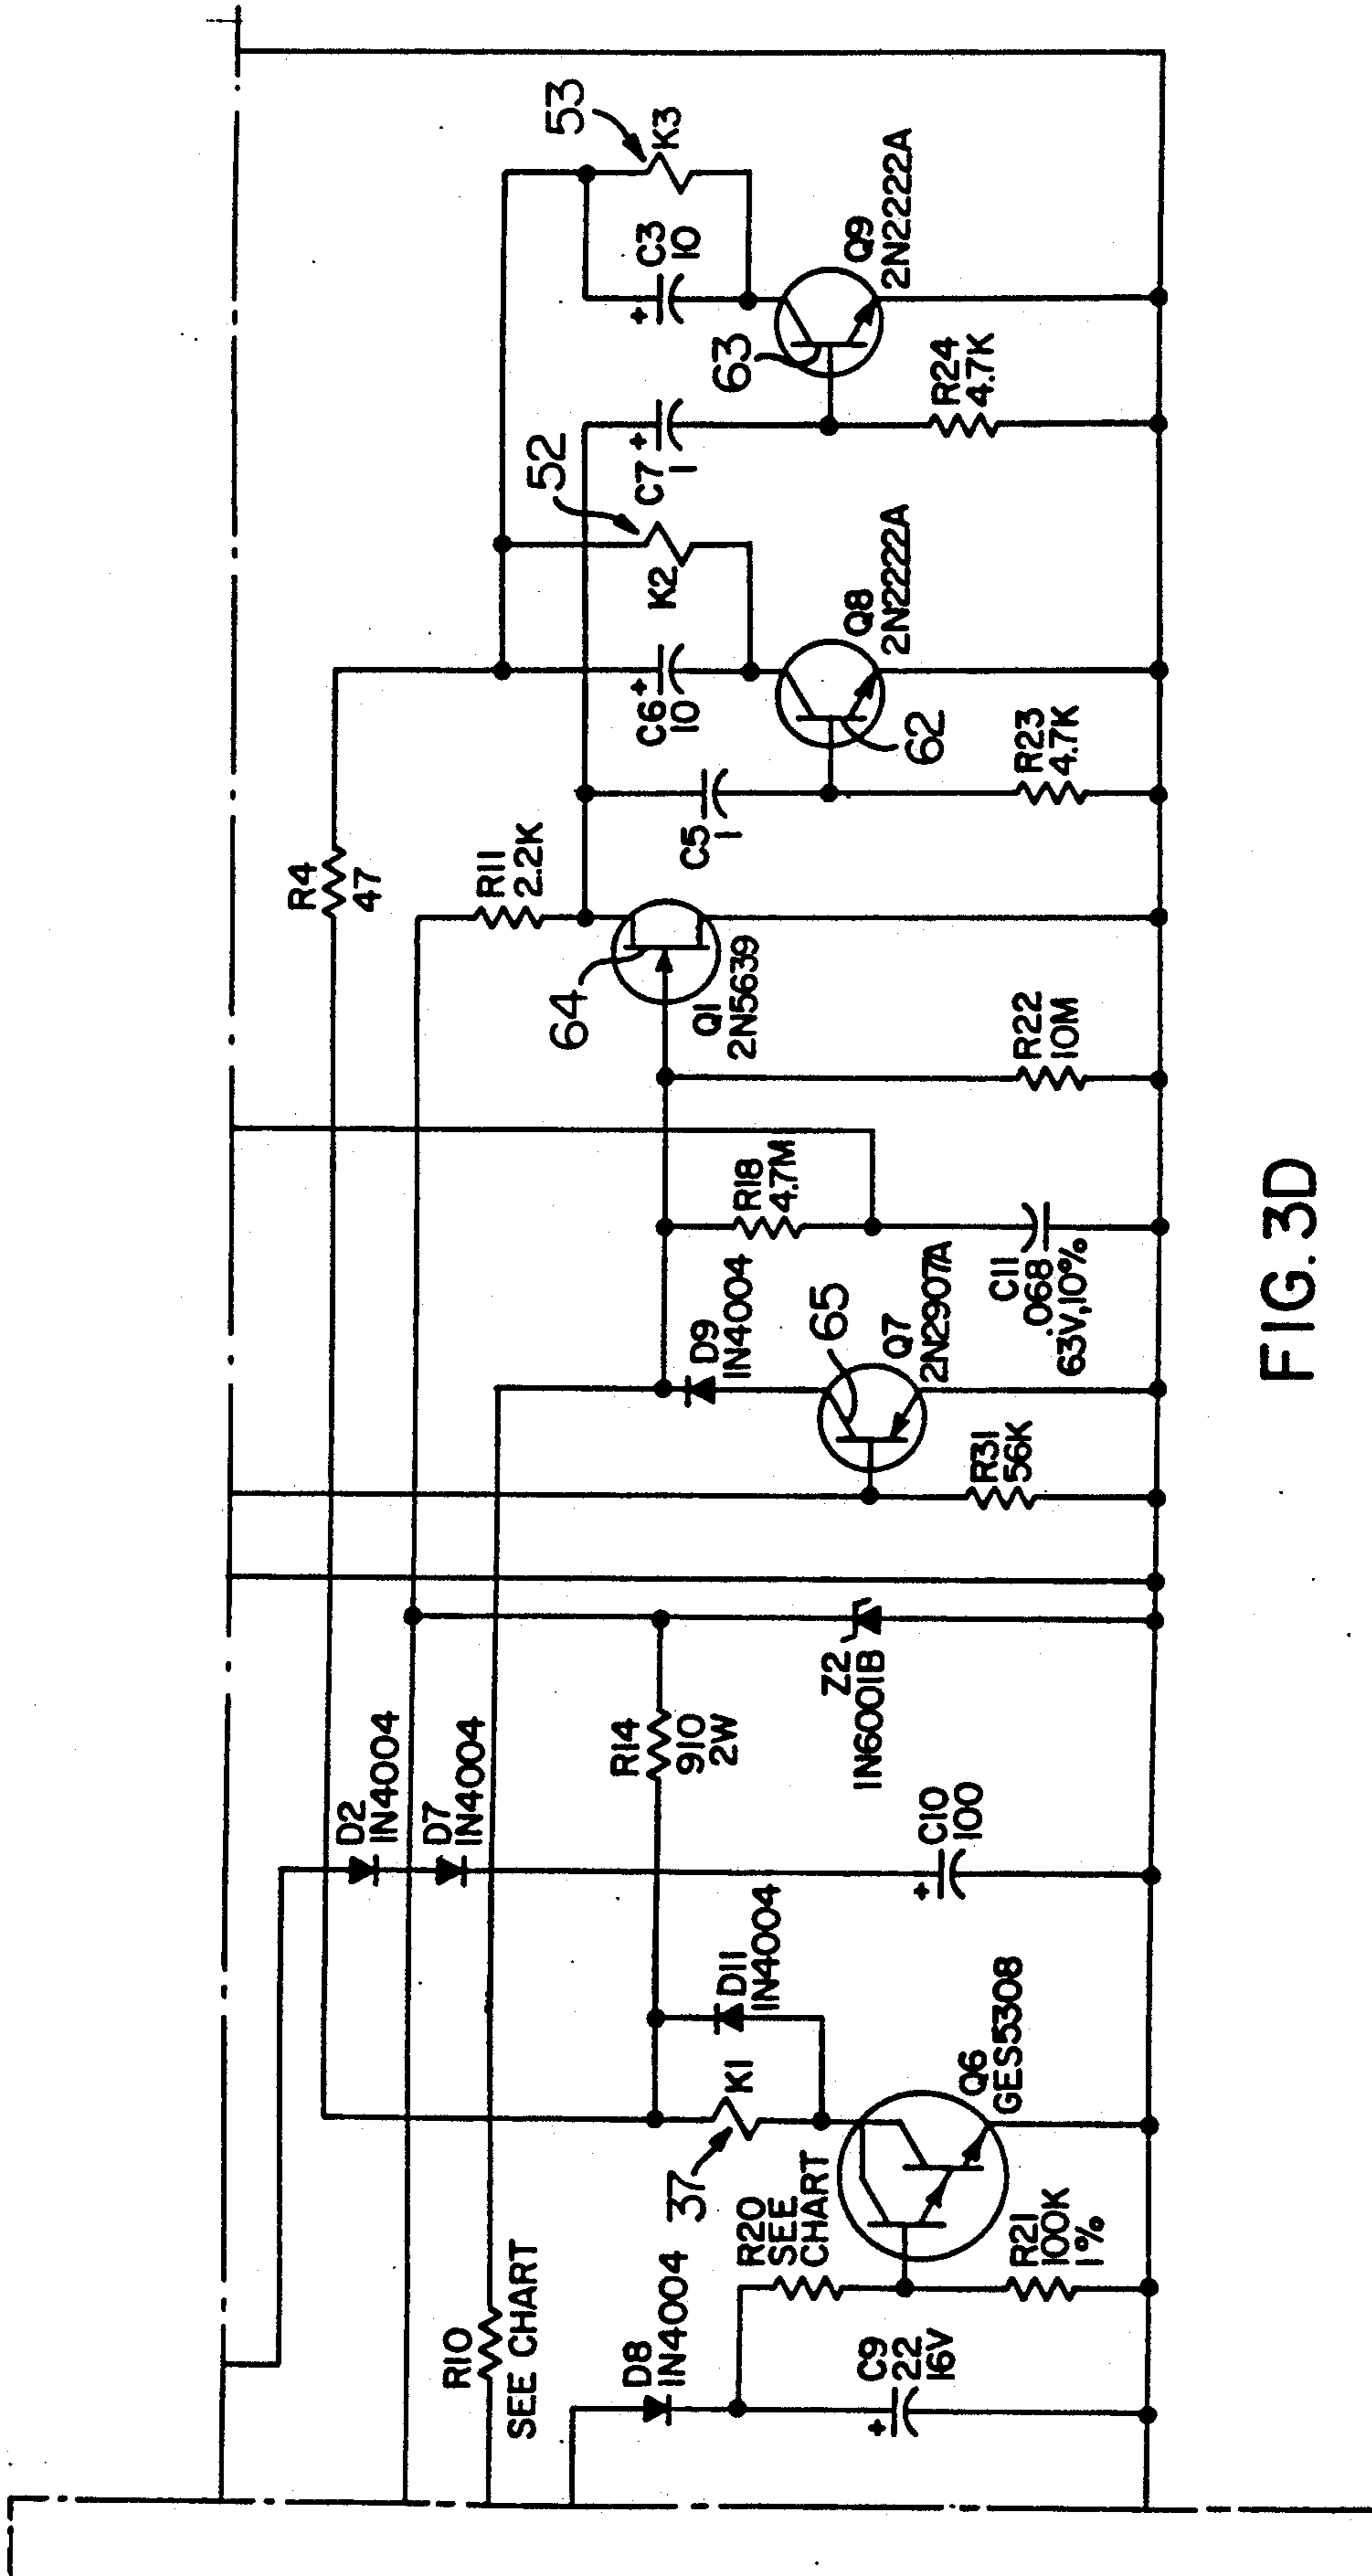 R4
47
53
K3
C3
10
+
Q9
2N2222A
63
R24
4.7K
C7
1
+
52
K2
Q8
2N2222A
C6
10
+
62
R23
4.7K
C5
1
R11
2.2K
64
Q1
2N5639
R22
10M
R18
4.7M
C11
.068
63V,10%
D9
1N4004
65
Q7
2N2907A
R31
56K
Z2
1N6001B
R14
910
2W
D2
1N4004
D7
1N4004
C10
100
+
D11
1N4004
K1
37
Q6
GES5308
R20
SEE
CHART
R21
100K
1%
R10
SEE CHART
D8
1N4004
C9
22
16V
+
FIG. 3D